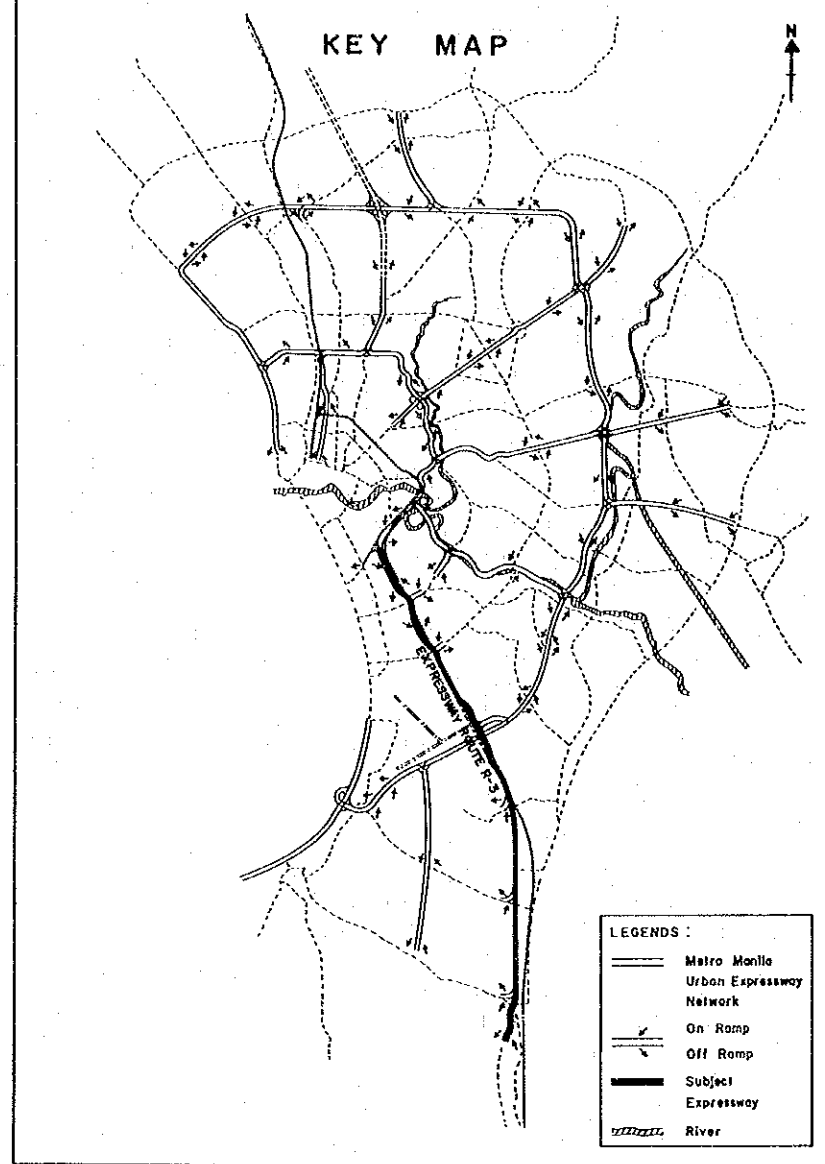 KEY MAP
N
EXPRESSWAY ROUTE R-3
LEGENDS :
Metro Manila
Urban Expressway
Network
On Ramp
Off Ramp
Subject
Expressway
River